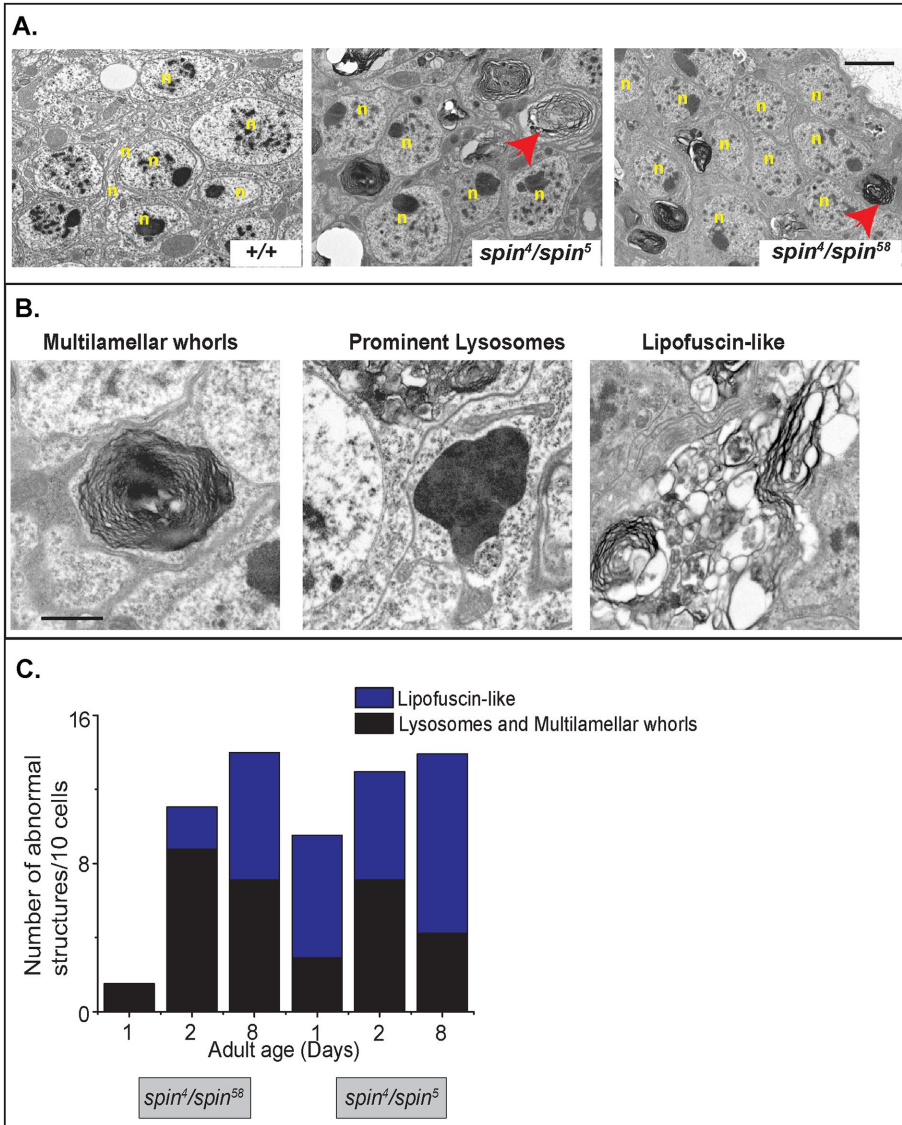 A.
n
n
n n
n n
n
+/+
n
n
n
n
n
spin⁴/spin⁵
n n n n
n n
n n n
n n
spin⁴/spin⁵⁸
B.
Multilamellar whorls Prominent Lysosomes Lipofuscin-like
C.
Lipofuscin-like
Lysosomes and Multilamellar whorls
Number of abnormal
structures/10 cells
16
8
0
1 2 8 1 2 8
Adult age (Days)
spin⁴/spin⁵⁸ spin⁴/spin⁵